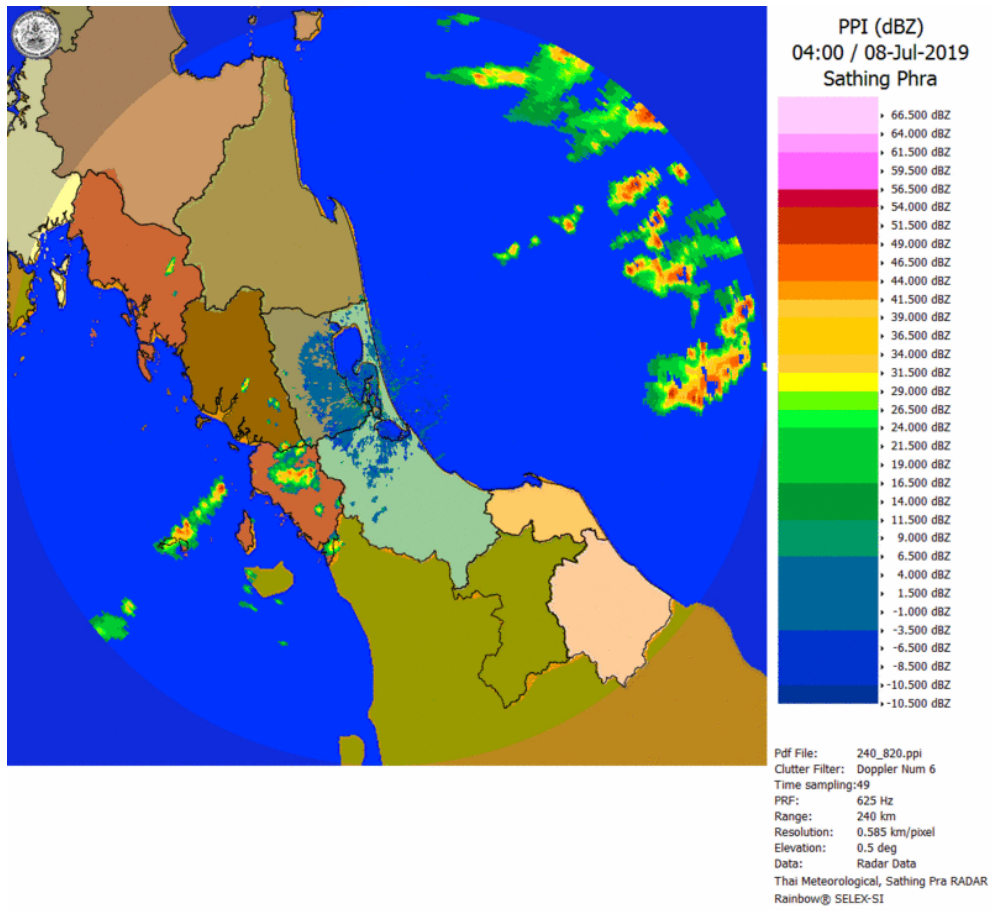 PPI (dBZ)
04:00 / 08-Jul-2019
Sathing Phra
66.500 dBZ
64.000 dBZ
61.500 dBZ
59.500 dBZ
56.500 dBZ
54.000 dBZ
51.500 dBZ
49.000 dBZ
46.500 dBZ
44.000 dBZ
41.500 dBZ
39.000 dBZ
36.500 dBZ
34.000 dBZ
31.500 dBZ
29.000 dBZ
26.500 dBZ
24.000 dBZ
21.500 dBZ
19.000 dBZ
16.500 dBZ
14.000 dBZ
11.500 dBZ
9.000 dBZ
6.500 dBZ
4.000 dBZ
1.500 dBZ
-1.000 dBZ
-3.500 dBZ
-6.500 dBZ
-8.500 dBZ
-10.500 dBZ
-10.500 dBZ
Pdf File: 240_820.ppi
Clutter Filter: Doppler Num 6
Time sampling:49
PRF: 625 Hz
Range: 240 km
Resolution: 0.585 km/pixel
Elevation: 0.5 deg
Data: Radar Data
Thai Meteorological, Sathing Pra RADAR
Rainbow® SELEX-SI